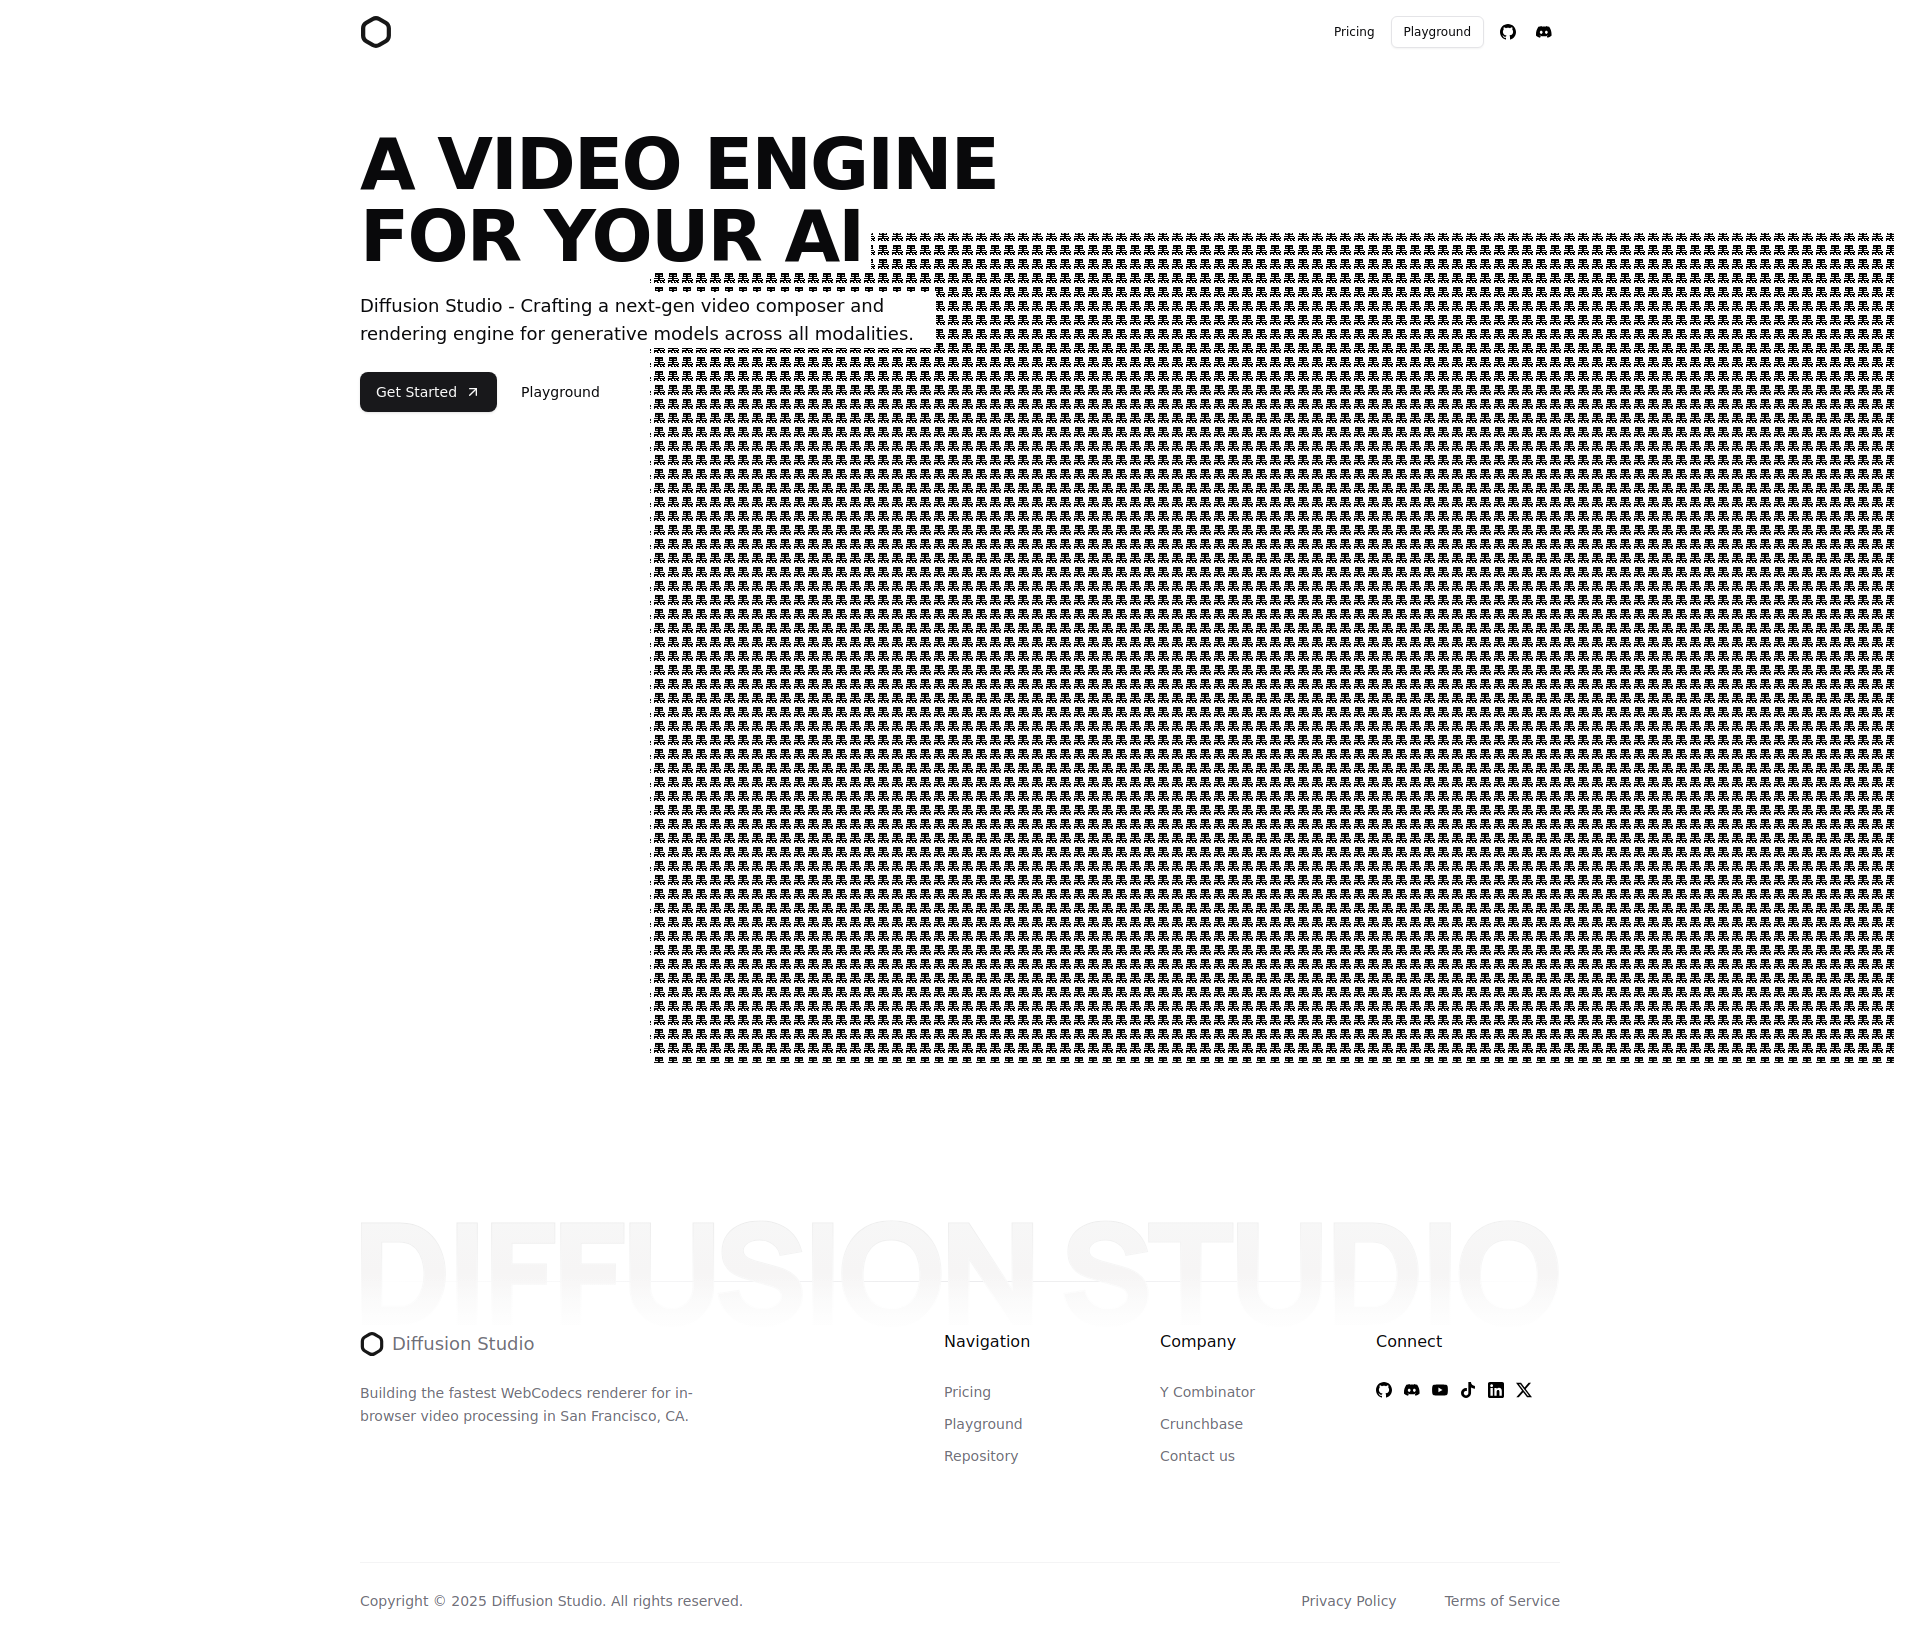 Pricing
Playground
A VIDEO ENGINE
FOR YOUR AI
Diffusion Studio - Crafting a next-gen video composer and
rendering engine for generative models across all modalities.
Get Started
Playground
DIFFUSION STUDIO
Diffusion Studio
Building the fastest WebCodecs renderer for in-
browser video processing in San Francisco, CA.
Navigation
Pricing
Playground
Repository
Company
Y Combinator
Crunchbase
Contact us
Connect
Copyright © 2025 Diffusion Studio. All rights reserved.
Privacy Policy
Terms of Service